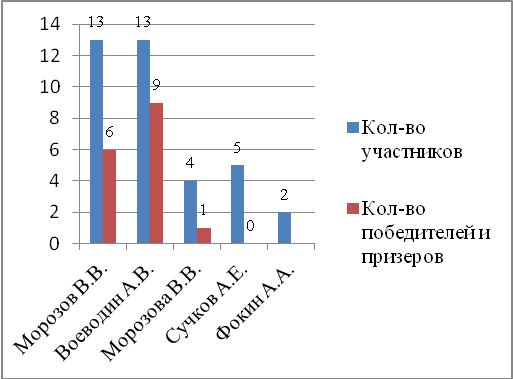 14
12
10
8
6
4
2
0
13
13
6
9
4
1
5
0
2
Морозов В.В.
Воеводин А.В.
Морозова В.В.
Сучков А.Е.
Фокин А.А.
Кол-во
участников
Кол-во
победителей и
призеров